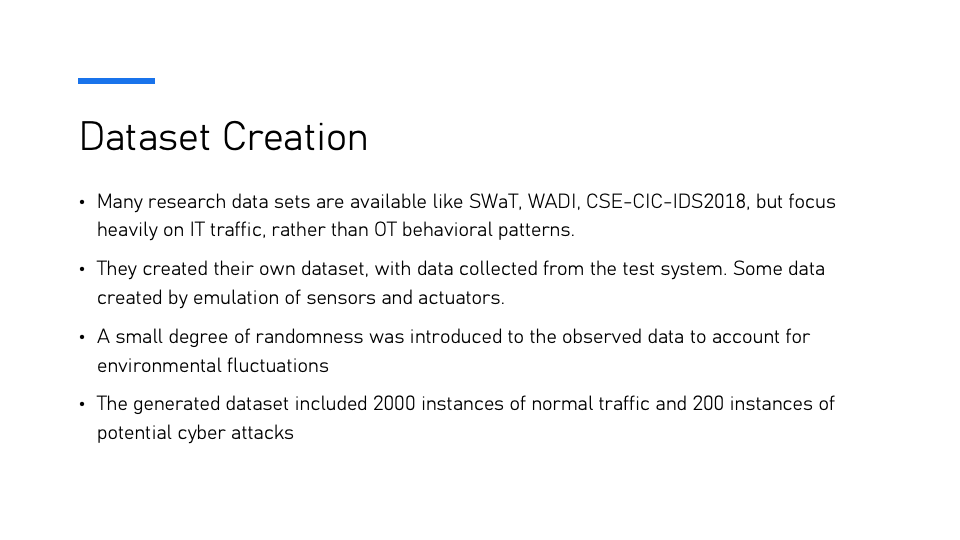 Dataset Creation
• Many research data sets are available like SWaT, WADI, CSE-CIC-IDS2018, but focus
heavily on IT traffic, rather than OT behavioral patterns.
• They created their own dataset, with data collected from the test system. Some data
created by emulation of sensors and actuators.
• A small degree of randomness was introduced to the observed data to account for
environmental fluctuations
• The generated dataset included 2000 instances of normal traffic and 200 instances of
potential cyber attacks